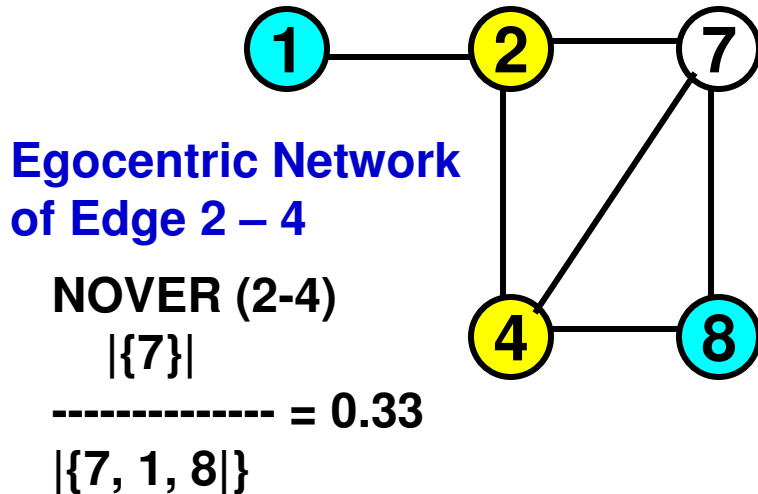 1
2
7
Egocentric Network
of Edge 2 – 4
NOVER (2-4)
|{7}|
-------------- = 0.33
|{7, 1, 8|}
4
8